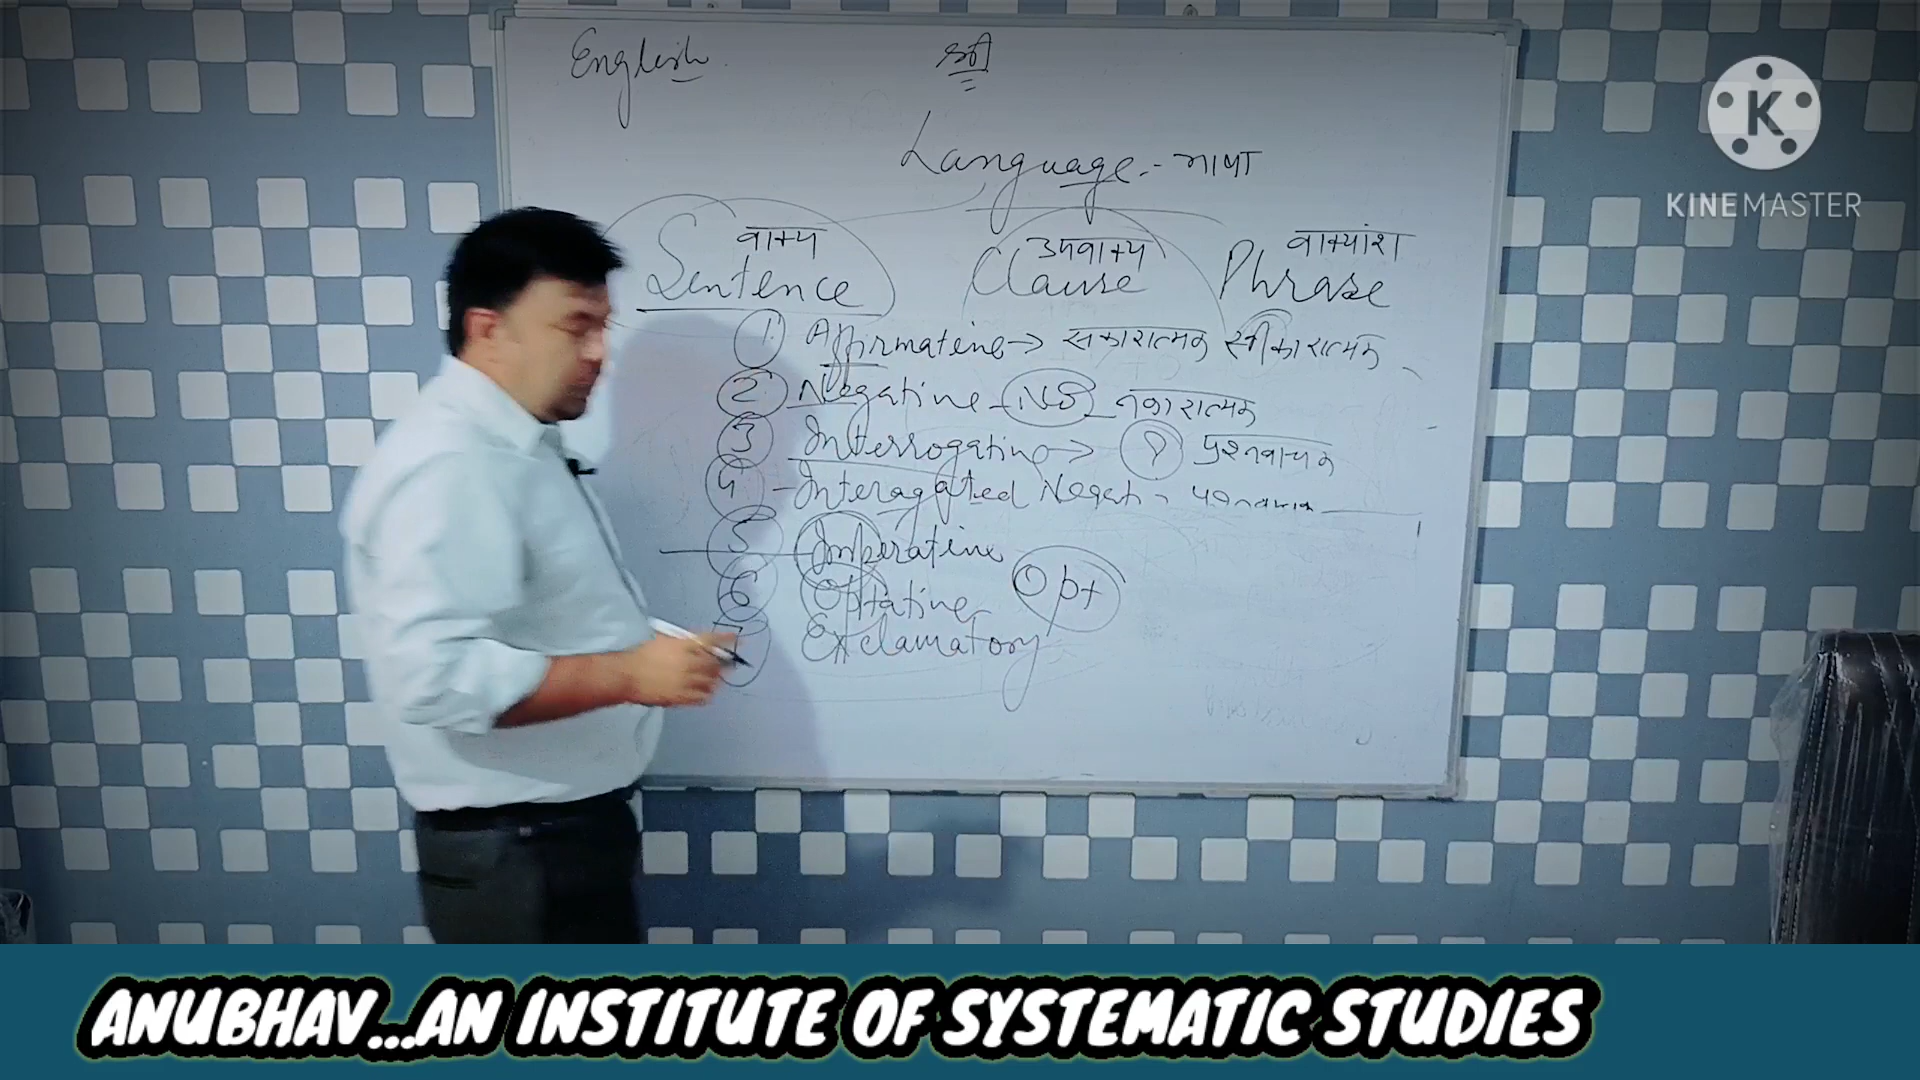 English श्री
Language :- भाषा
वाक्य उपवाक्य वाक्यांश
Sentence Clause Phrase
1. Affirmative → सकारात्मक स्वीकारात्मक
2. Negative - NO - नकारात्मक
3 Interrogative → ? प्रश्नवाचक
4 - Interagated Negat -
5 Imperative
6 Optative Opt
7 Exclamatory
K
KINEMASTER
ANUBHAV...AN INSTITUTE OF SYSTEMATIC STUDIES